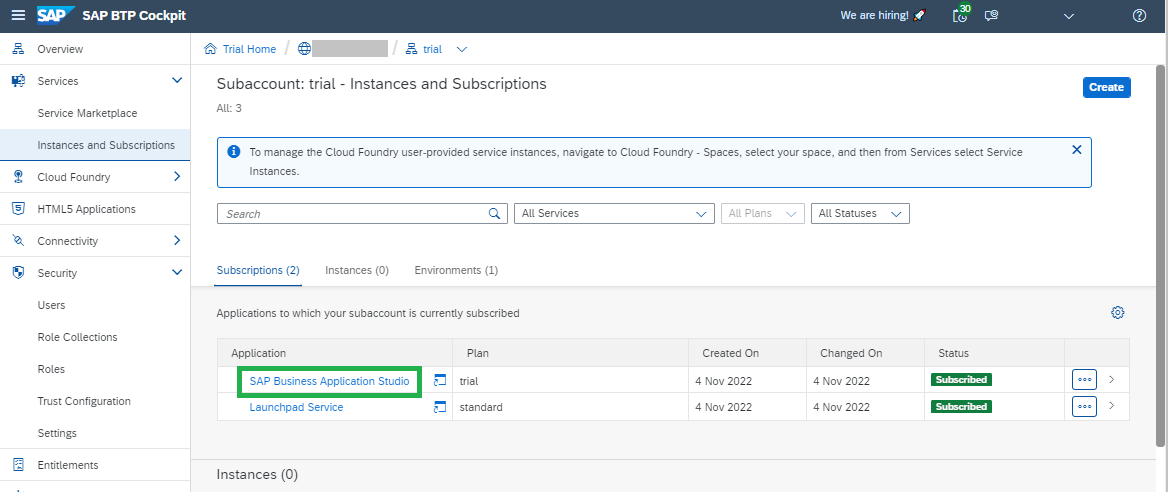 SAP SAP BTP Cockpit We are hiring! 30
Overview
Services
Service Marketplace
Instances and Subscriptions
Cloud Foundry
HTML5 Applications
Connectivity
Security
Users
Role Collections
Roles
Trust Configuration
Settings
Entitlements
Trial Home / / trial
Subaccount: trial - Instances and Subscriptions
Create
All: 3
To manage the Cloud Foundry user-provided service instances, navigate to Cloud Foundry - Spaces, select your space, and then from Services select Service
Instances.
Search All Services All Plans All Statuses
Subscriptions (2) Instances (0) Environments (1)
Applications to which your subaccount is currently subscribed
Application Plan Created On Changed On Status
SAP Business Application Studio trial 4 Nov 2022 4 Nov 2022 Subscribed
Launchpad Service standard 4 Nov 2022 4 Nov 2022 Subscribed
Instances (0)